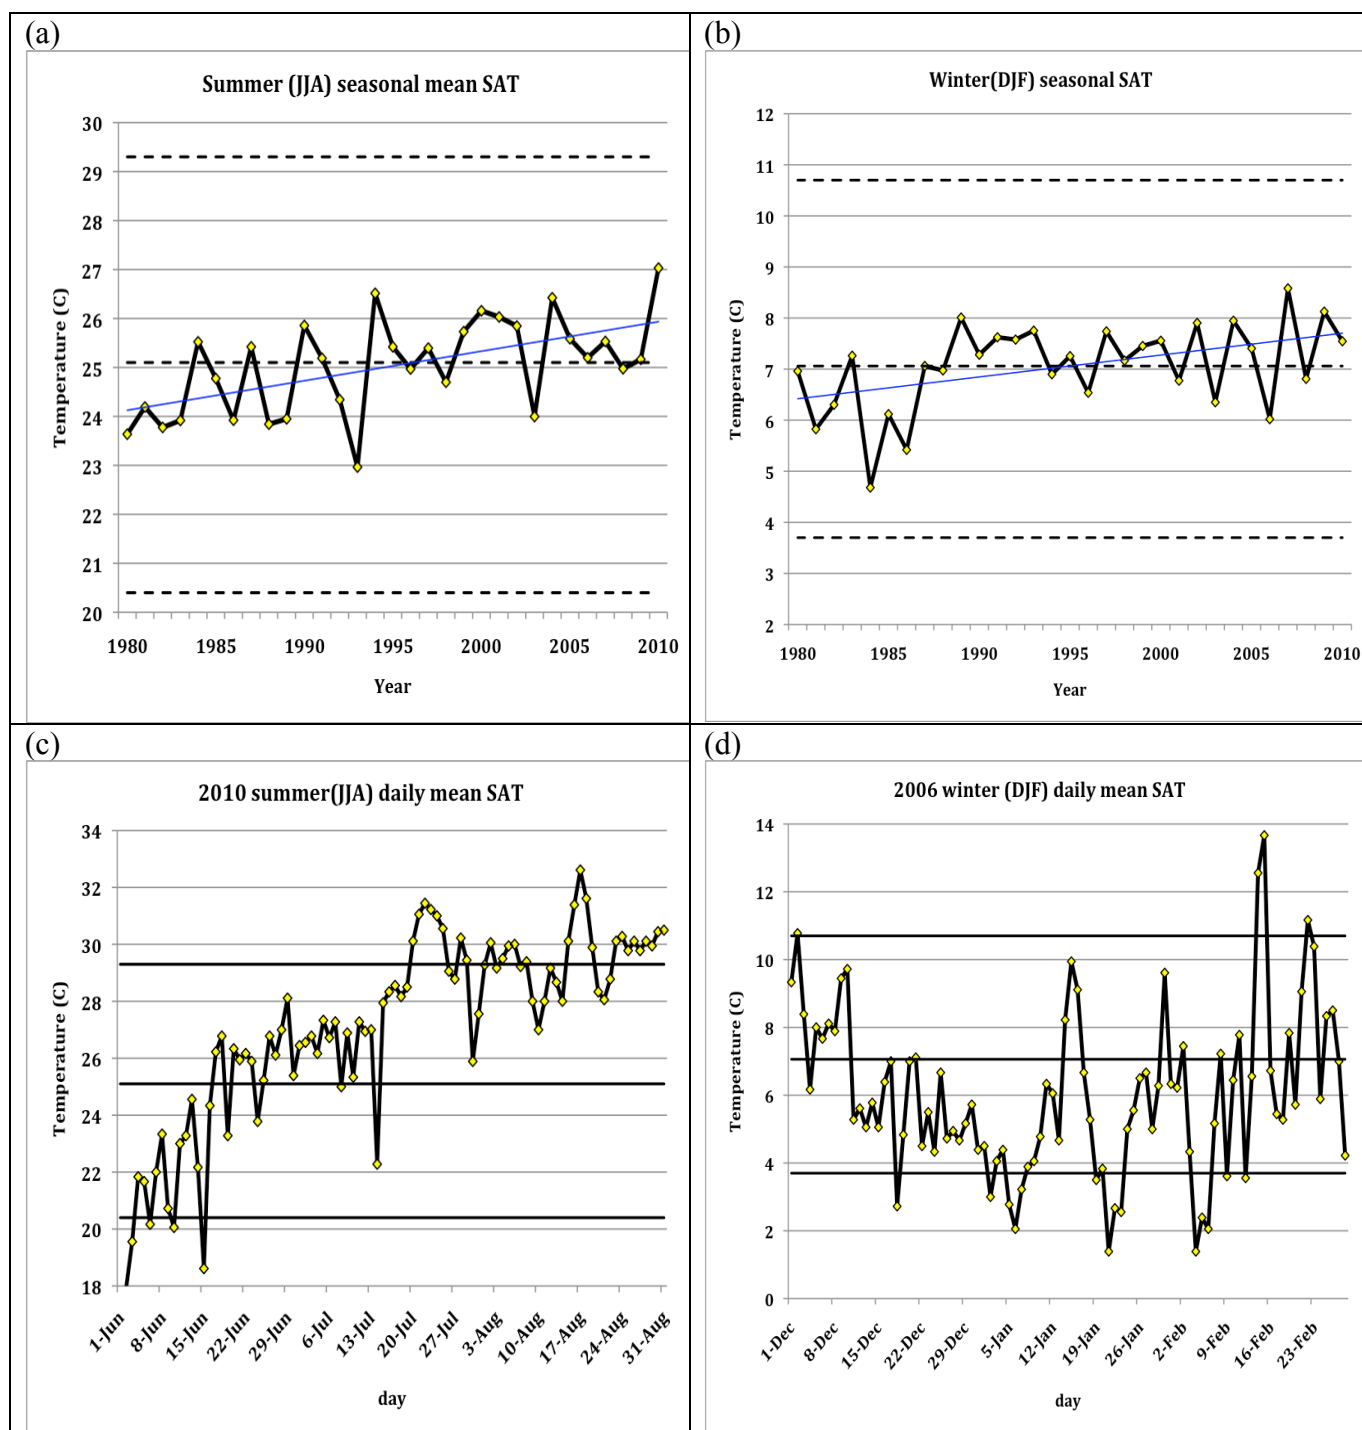 (a)
Summer (JJA) seasonal mean SAT
30
29
28
27
26
25
24
23
22
21
20
Temperature (C)
1980 1985 1990 1995 2000 2005 2010
Year
(b)
Winter(DJF) seasonal SAT
12
11
10
9
8
7
6
5
4
3
2
Temperature (C)
1980 1985 1990 1995 2000 2005 2010
Year
(c)
2010 summer(JJA) daily mean SAT
34
32
30
28
26
24
22
20
18
Temperature (C)
1-Jun 8-Jun 15-Jun 22-Jun 29-Jun 6-Jul 13-Jul 20-Jul 27-Jul 3-Aug 10-Aug 17-Aug 24-Aug 31-Aug
day
(d)
2006 winter (DJF) daily mean SAT
14
12
10
8
6
4
2
0
Temperature (C)
1-Dec 8-Dec 15-Dec 22-Dec 29-Dec 5-Jan 12-Jan 19-Jan 26-Jan 2-Feb 9-Feb 16-Feb 23-Feb
day